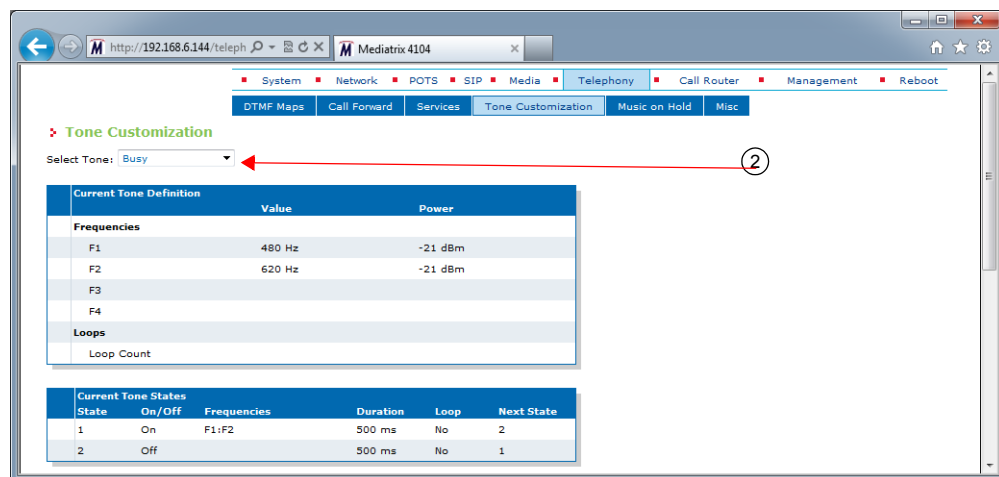 http://192.168.6.144/teleph
Mediatrix 4104
System Network POTS SIP Media Telephony Call Router Management Reboot
DTMF Maps Call Forward Services Tone Customization Music on Hold Misc
Tone Customization
Select Tone: Busy
2
Current Tone Definition
Value Power
Frequencies
F1 480 Hz -21 dBm
F2 620 Hz -21 dBm
F3
F4
Loops
Loop Count
Current Tone States
State On/Off Frequencies Duration Loop Next State
1 On F1:F2 500 ms No 2
2 Off 500 ms No 1